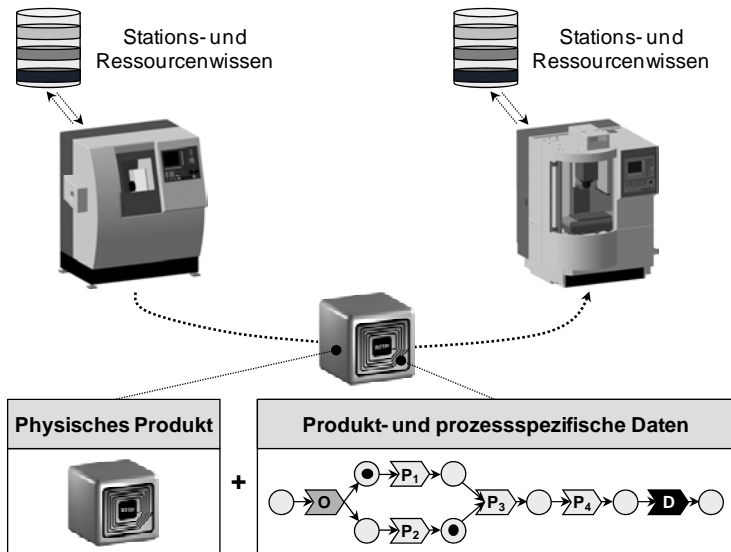 Stations- und
Ressourcenwissen
Stations- und
Ressourcenwissen
Physisches Produkt
Produkt- und prozessspezifische Daten
+
O
P1
P2
P3
P4
D